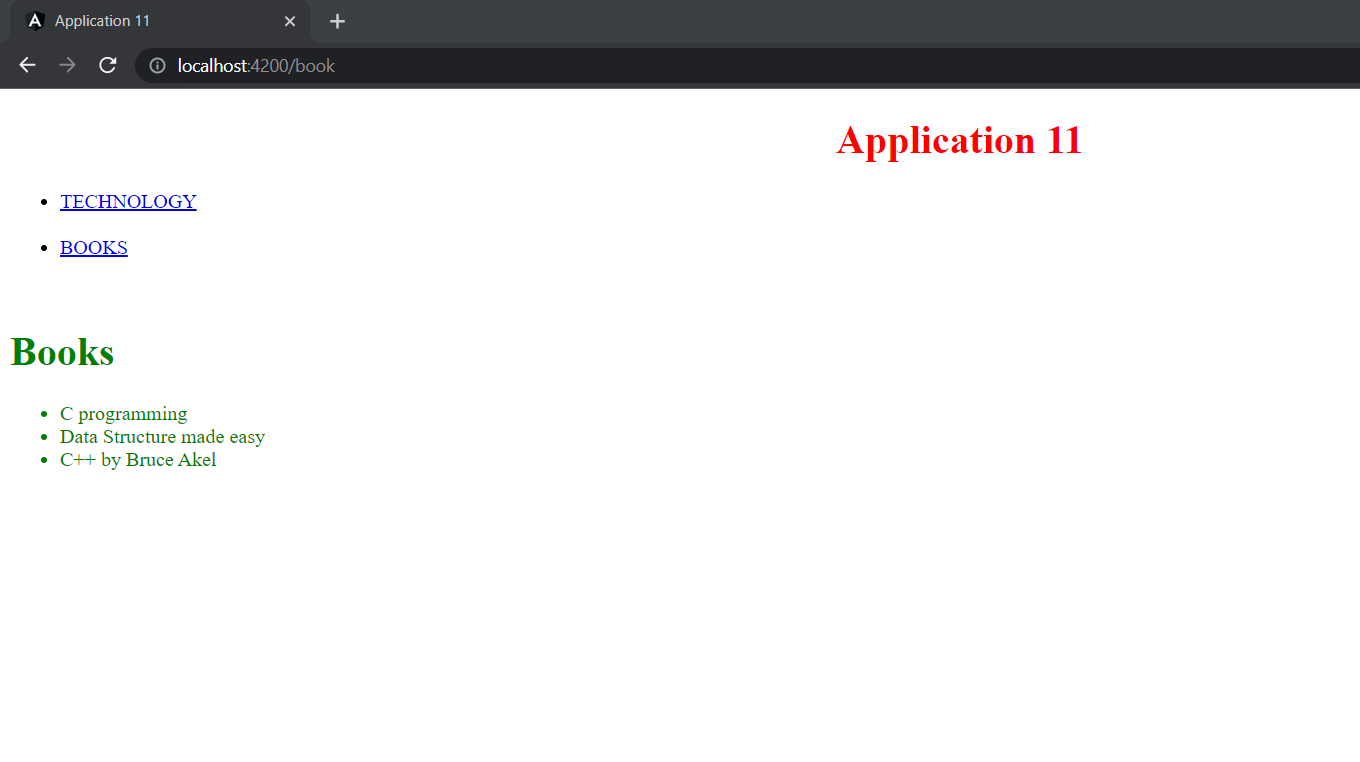 Application 11
localhost:4200/book
Application 11
TECHNOLOGY
BOOKS
Books
C programming
Data Structure made easy
C++ by Bruce Akel